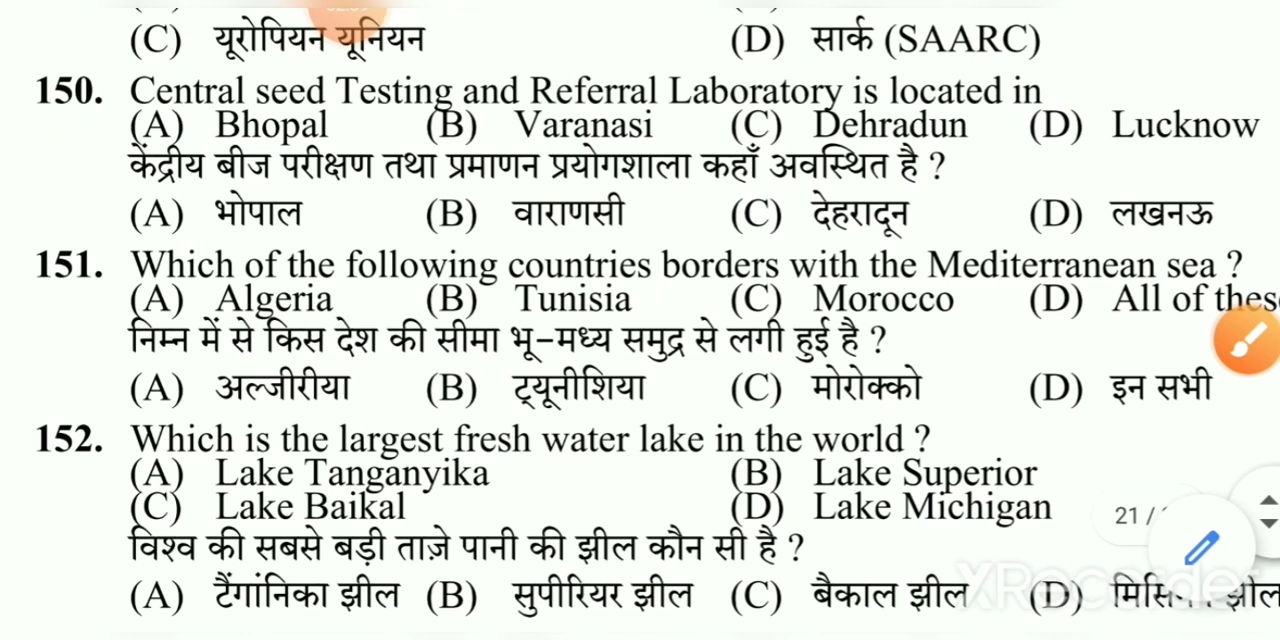 (C) यूरोपियन यूनियन (D) सार्क (SAARC)
150. Central seed Testing and Referral Laboratory is located in
(A) Bhopal (B) Varanasi (C) Dehradun (D) Lucknow
केंद्रीय बीज परीक्षण तथा प्रमाणन प्रयोगशाला कहाँ अवस्थित है ?
(A) भोपाल (B) वाराणसी (C) देहरादून (D) लखनऊ
151. Which of the following countries borders with the Mediterranean sea ?
(A) Algeria (B) Tunisia (C) Morocco (D) All of thes
निम्न में से किस देश की सीमा भू-मध्य समुद्र से लगी हुई है ?
(A) अल्जीरीया (B) ट्यूनीशिया (C) मोरोक्को (D) इन सभी
152. Which is the largest fresh water lake in the world ?
(A) Lake Tanganyika (B) Lake Superior
(C) Lake Baikal (D) Lake Michigan
21 /
विश्व की सबसे बड़ी ताज़े पानी की झील कौन सी है ?
(A) टैंगांनिका झील (B) सुपीरियर झील (C) बैकाल झील (D) झील
XRecorder